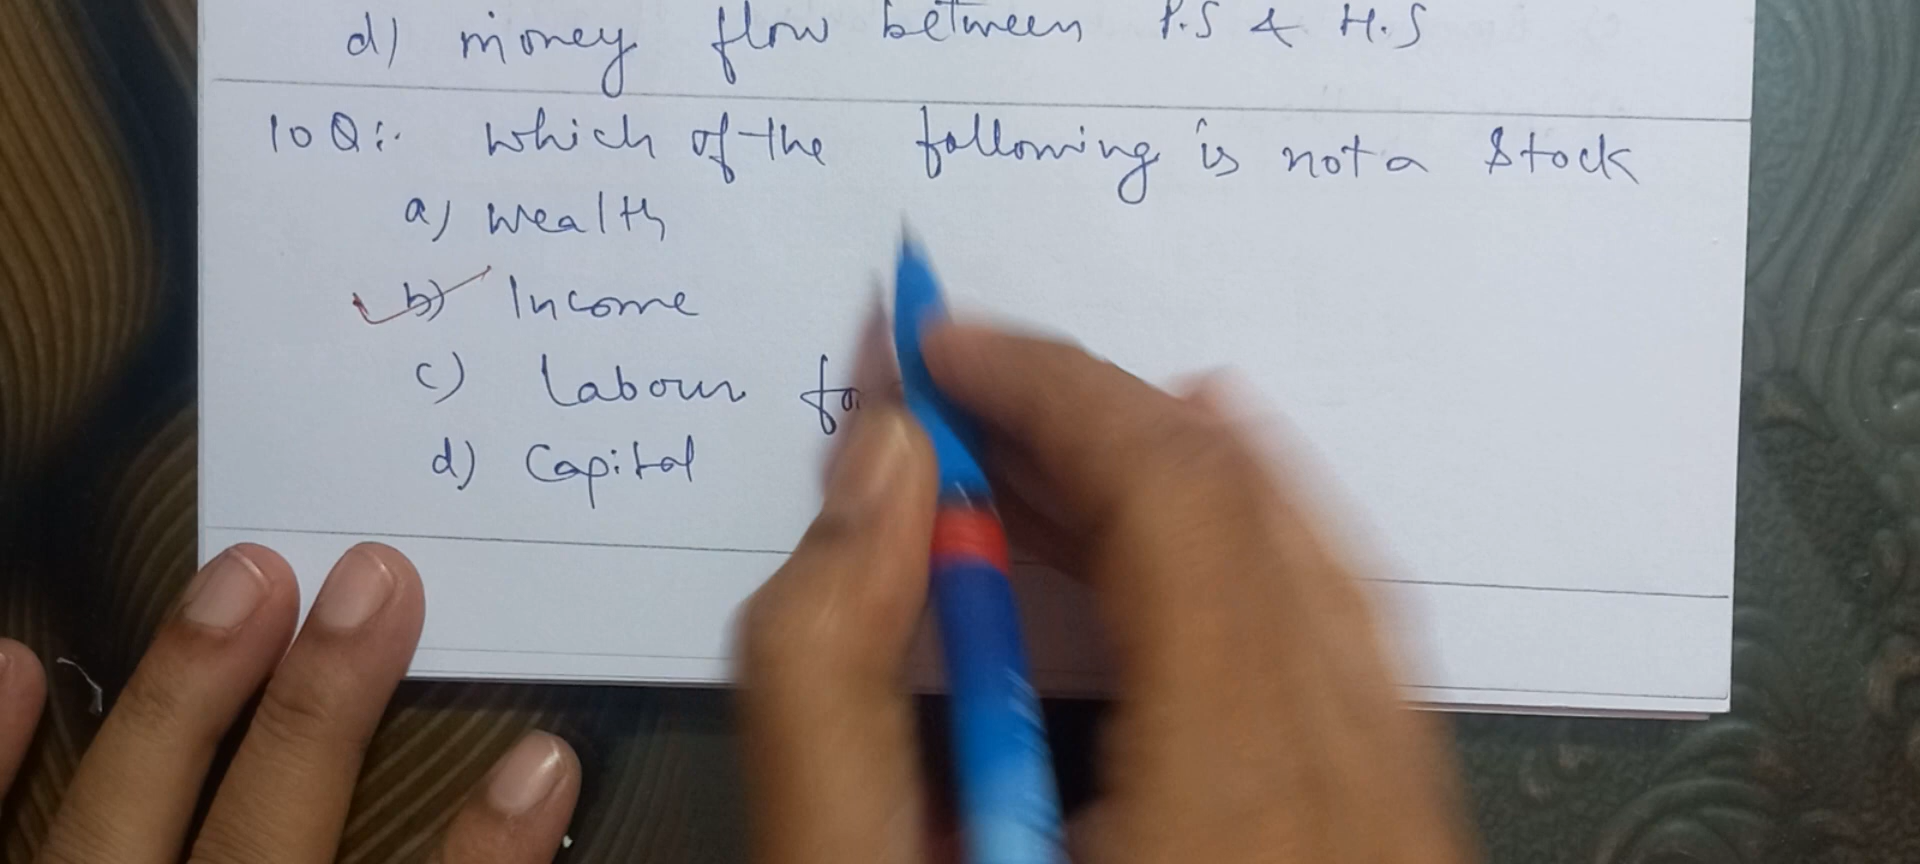 d) money flow between P.S & H.S
10 Q:- which of the following is not a stock
a) wealth
b) Income
c) Labour
d) Capital